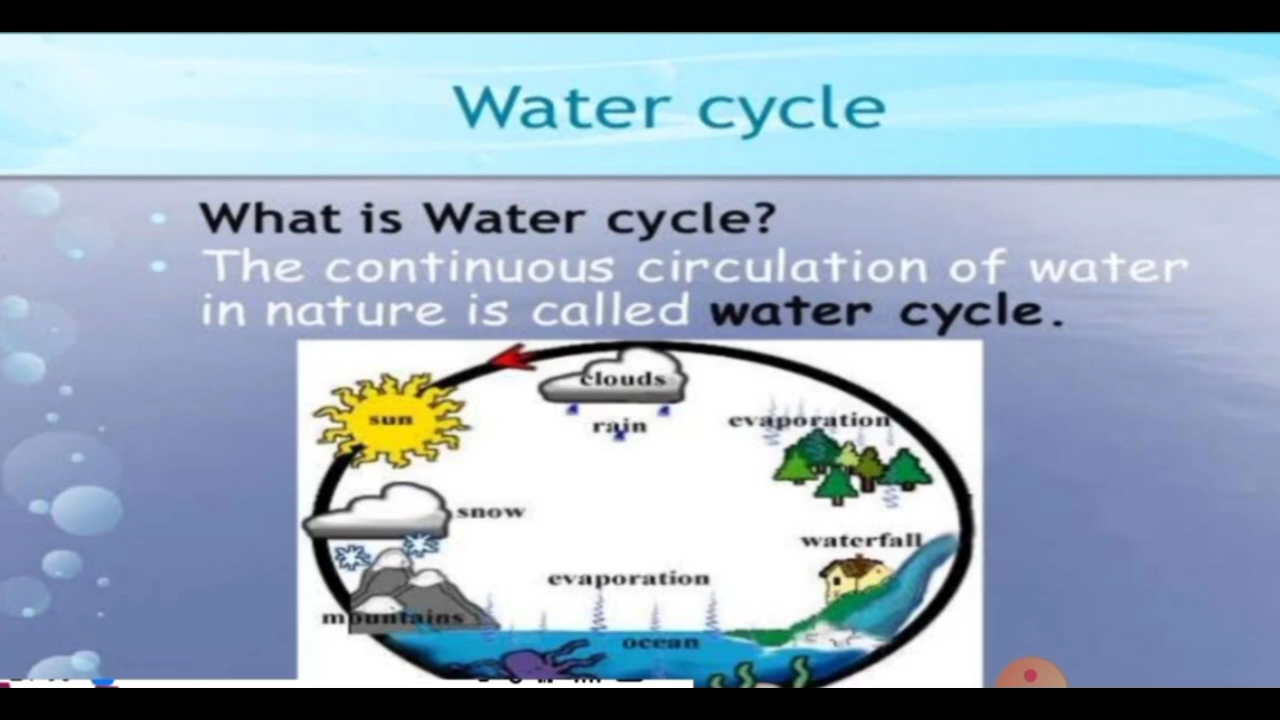 Water cycle
What is Water cycle?
The continuous circulation of water
in nature is called water cycle.
clouds
sun
rain
evaporation
snow
waterfall
evaporation
mountains
ocean